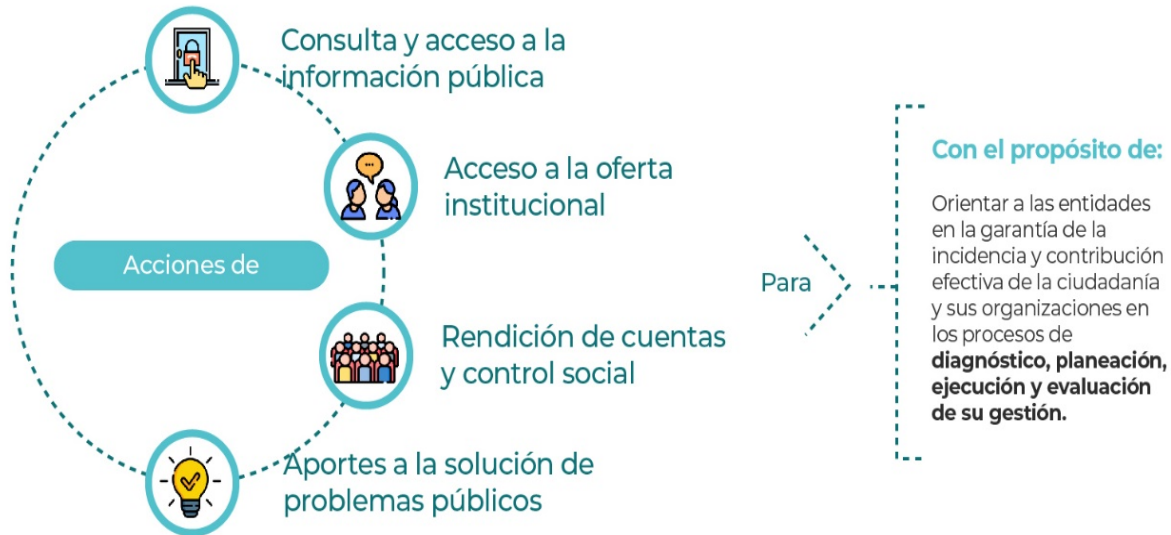 Consulta y acceso a la
información pública
Acceso a la oferta
institucional
Acciones de
Rendición de cuentas
y control social
Aportes a la solución de
problemas públicos
Para
Con el propósito de:
Orientar a las entidades
en la garantía de la
incidencia y contribución
efectiva de la ciudadanía
y sus organizaciones en
los procesos de
diagnóstico, planeación,
ejecución y evaluación
de su gestión.